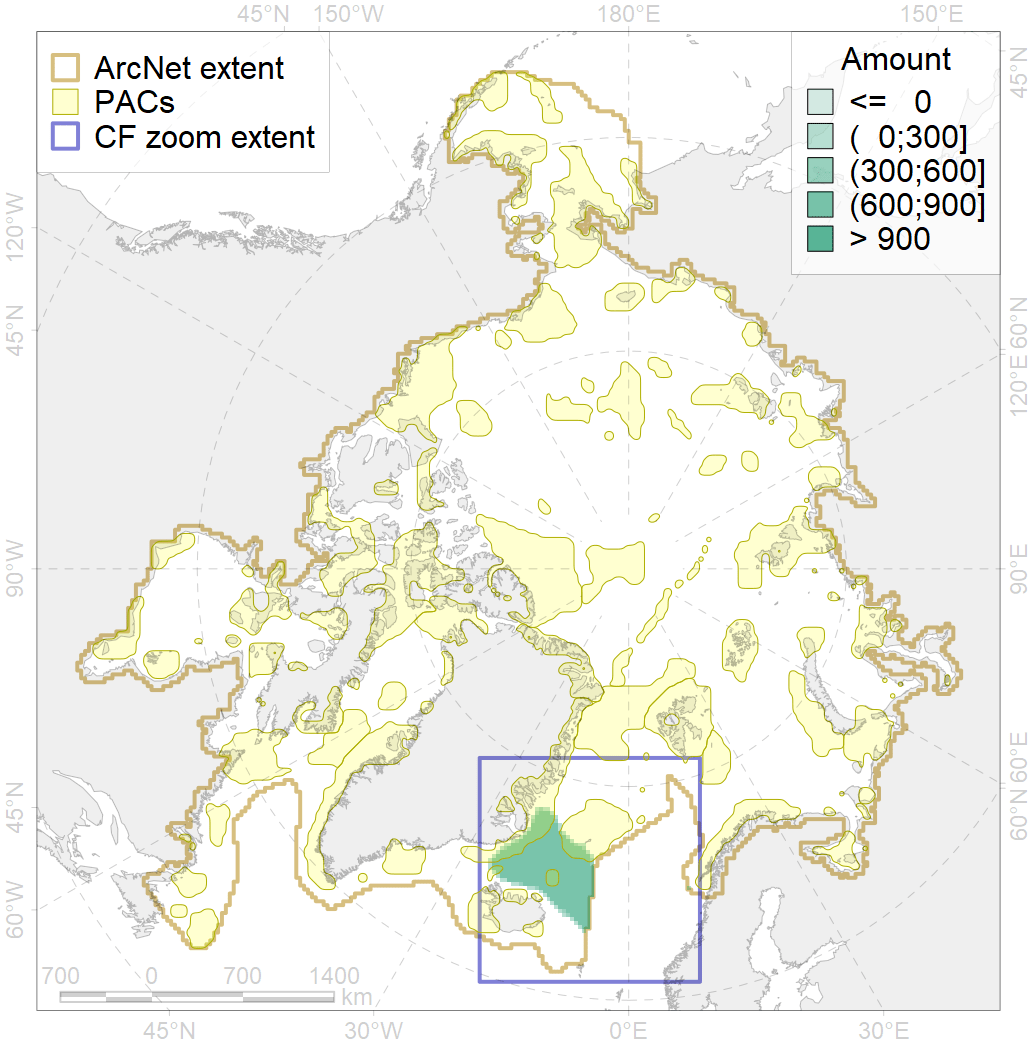 45°N 150°W 180°E 150°E
ArcNet extent
PACs
CF zoom extent
Amount
<= 0
( 0;300]
(300;600]
(600;900]
> 900
45°N
60°N
120°E
90°E
60°E
60°N
120°W
45°N
90°W
45°N
60°W
700 0 700 1400
km
45°N 30°W 0°E 30°E